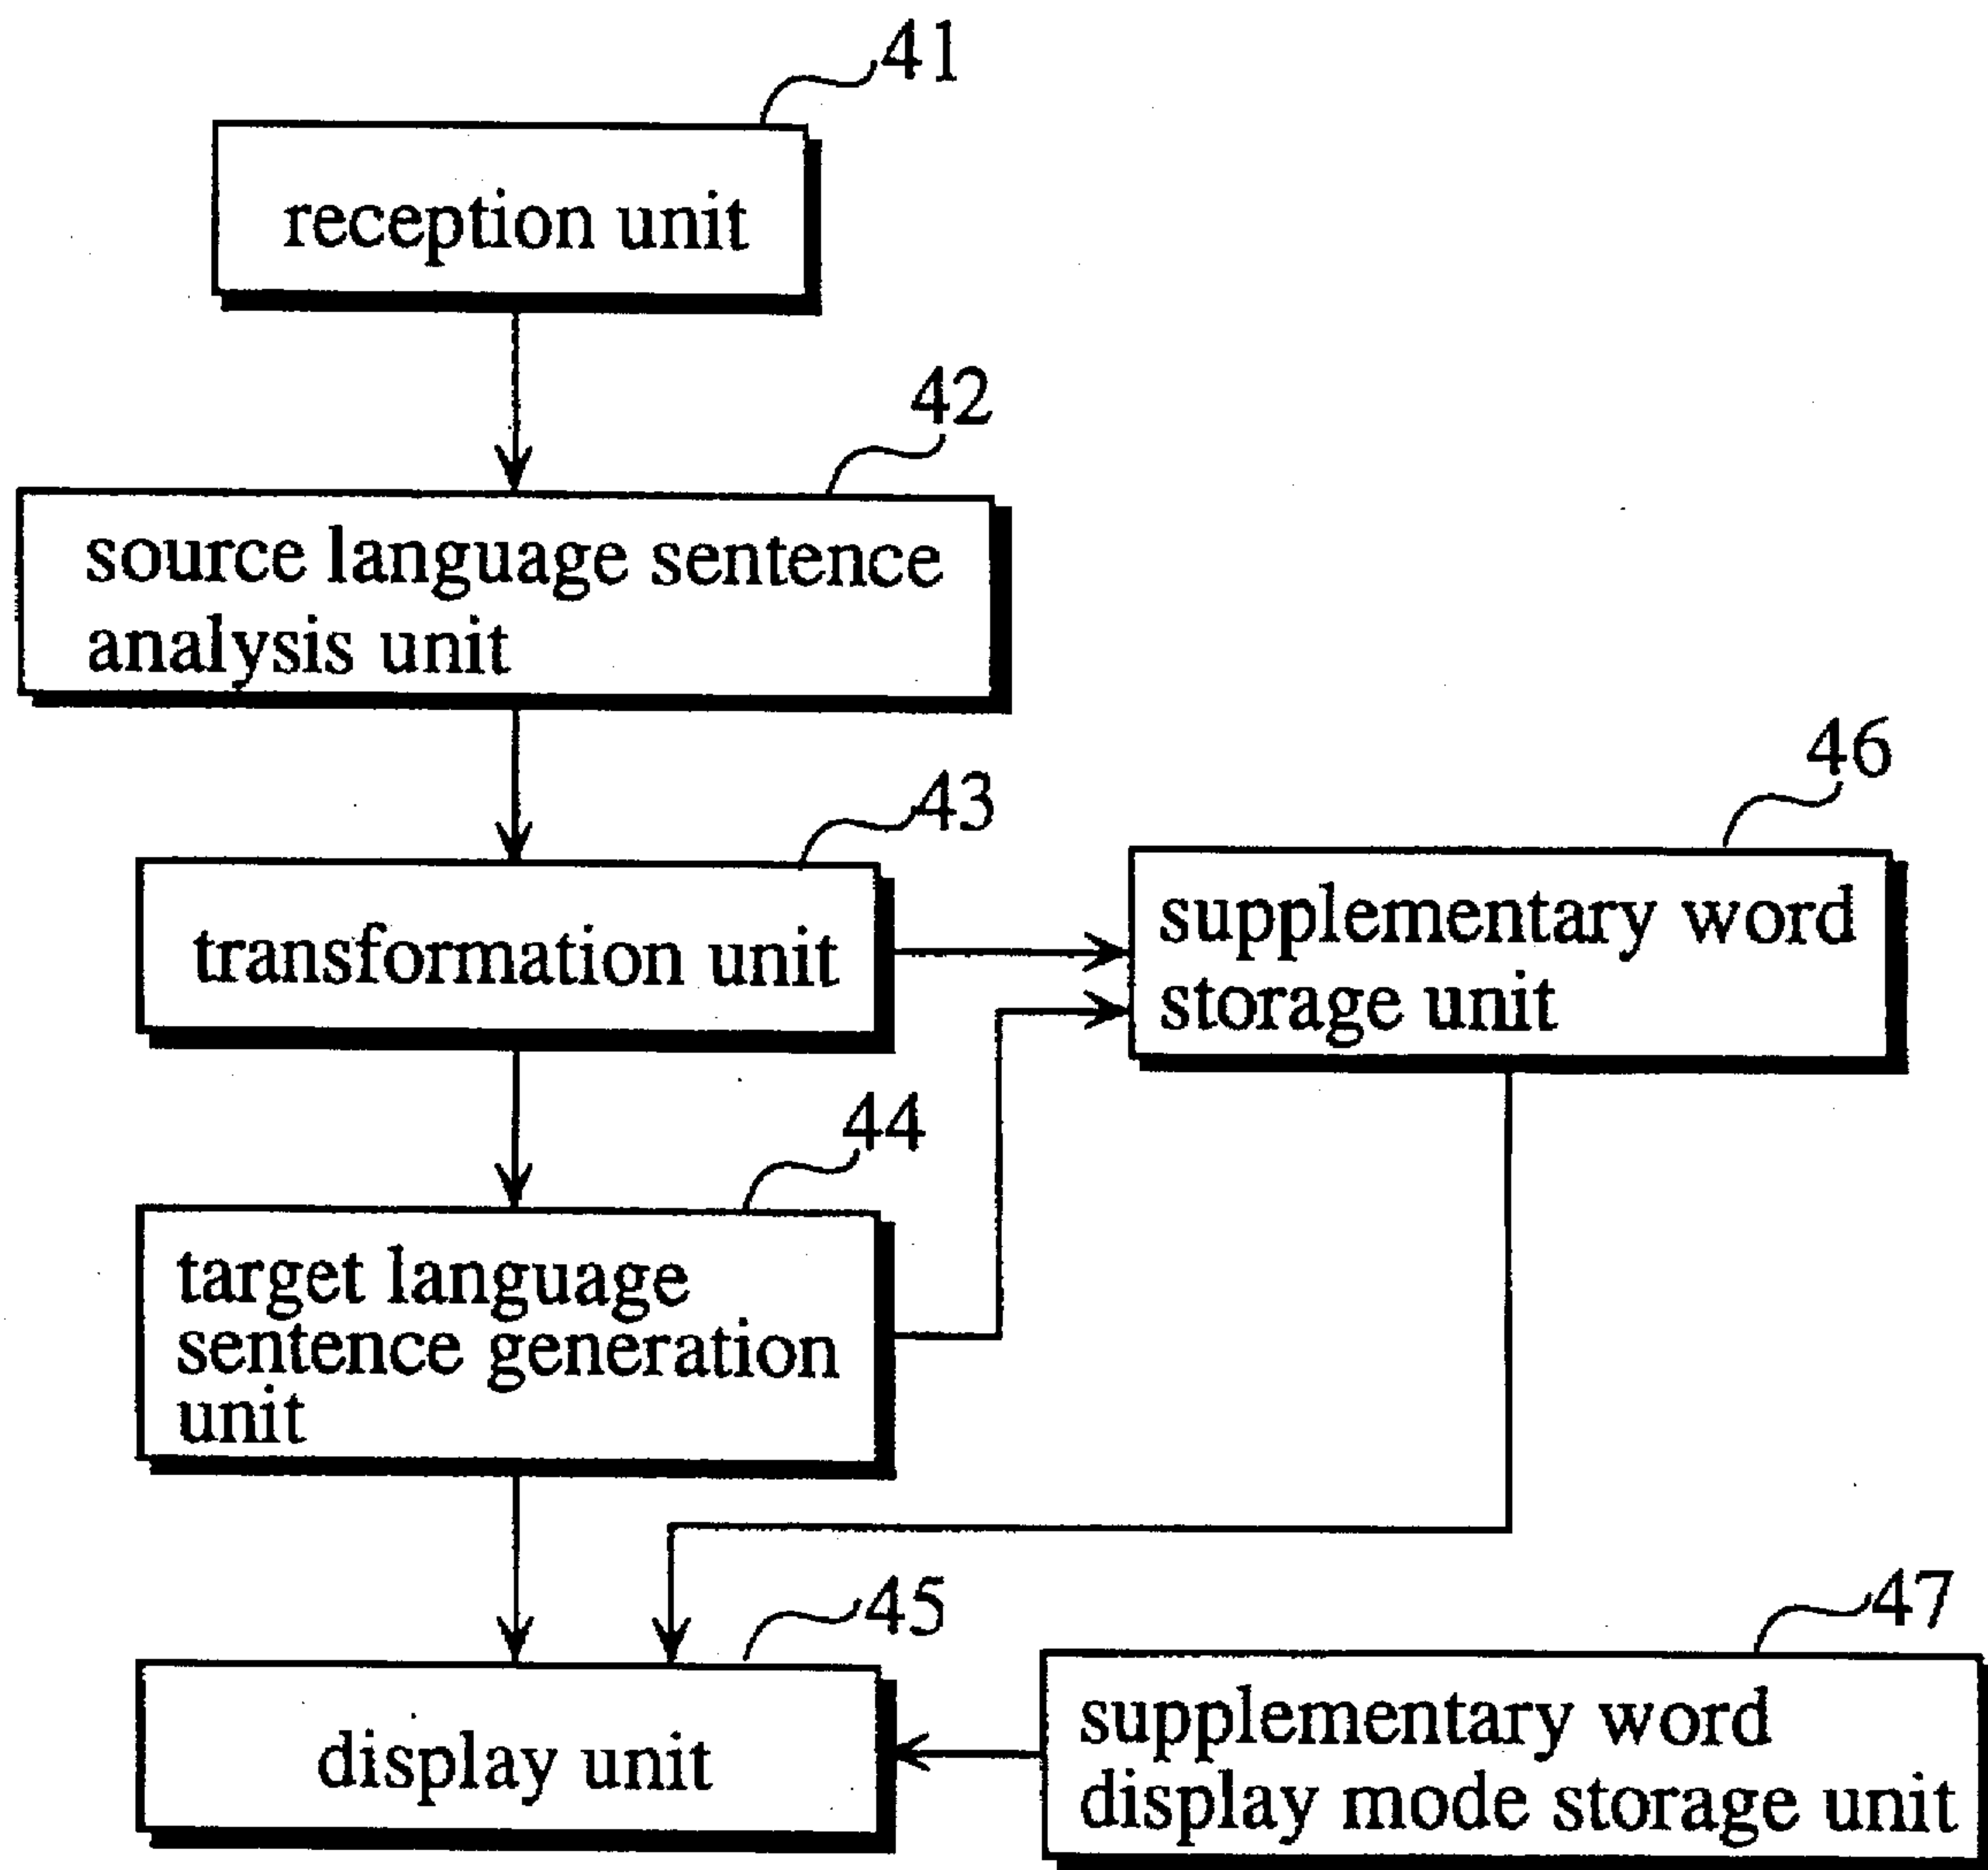 41
reception unit
42
source language sentence
analysis unit
43
transformation unit
46
supplementary word
storage unit
44
target language
sentence generation
unit
45
display unit
47
supplementary word
display mode storage unit